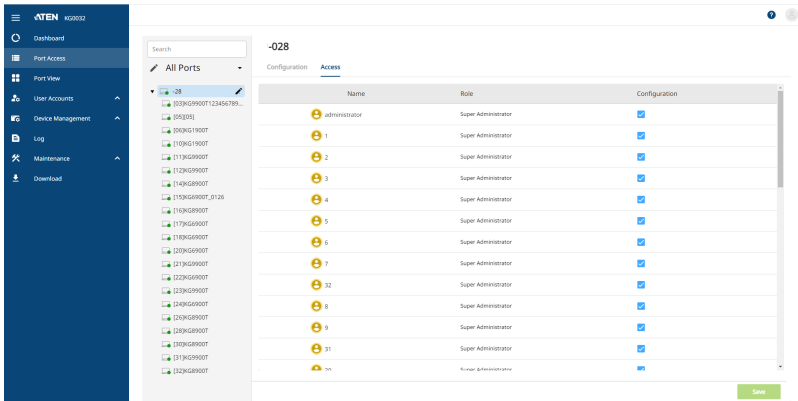 ATEN KG0032
Dashboard
Port Access
Port View
User Accounts
Device Management
Log
Maintenance
Download
Search
All Ports
-28
[03]KG9900T123456789...
[05][05]
[06]KG1900T
[10]KG1900T
[11]KG9900T
[12]KG9900T
[14]KG8900T
[15]KG6900T_0126
[16]KG8900T
[17]KG6900T
[18]KG6900T
[20]KG6900T
[21]KG9900T
[22]KG6900T
[23]KG9900T
[24]KG6900T
[26]KG8900T
[28]KG8900T
[30]KG8900T
[31]KG9900T
[32]KG8900T
-028
Configuration Access
Name Role Configuration
administrator Super Administrator
1 Super Administrator
2 Super Administrator
3 Super Administrator
4 Super Administrator
5 Super Administrator
6 Super Administrator
7 Super Administrator
32 Super Administrator
8 Super Administrator
9 Super Administrator
31 Super Administrator
Super Administrator
Save